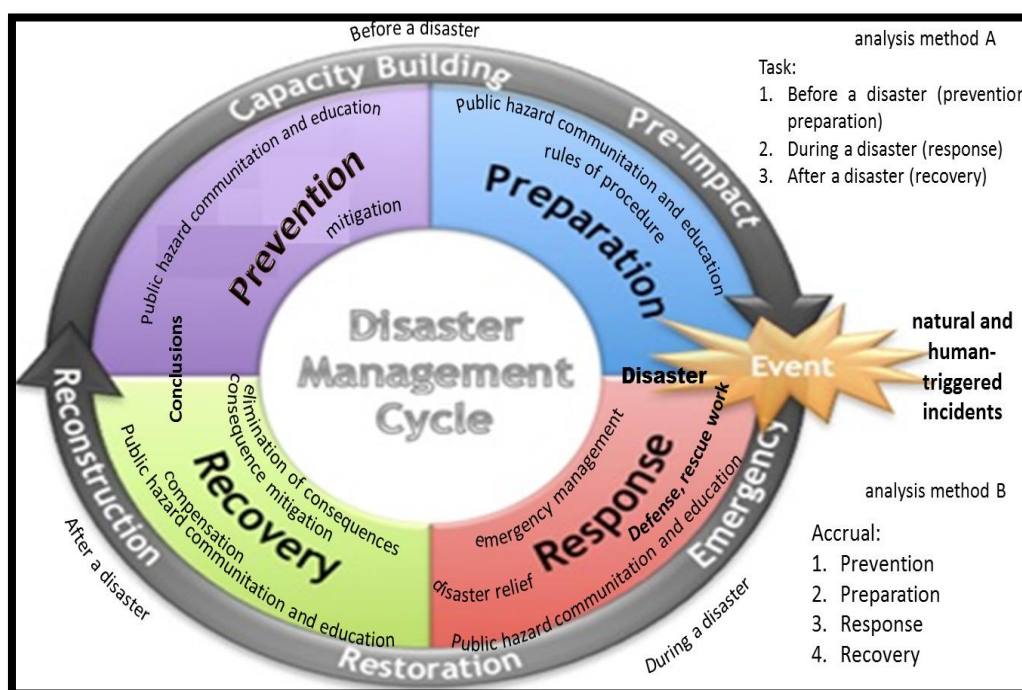 Before a disaster
Capacity Building
Pre-Impact
analysis method A
Task:
1. Before a disaster (prevention
preparation)
2. During a disaster (response)
3. After a disaster (recovery)
Public hazard communitation and education
Prevention
mitigation
Public hazard communitation and education
rules of procedure
Preparation
Disaster
Management
Cycle
Event
natural and
human-
triggered
incidents
Disaster
Conclusions
Reconstruction
After a disaster
Recovery
elimination of consequences
consequence mitigation
compensation
Public hazard communitation and education
Restoration
Response
emergency management
Defense, rescue work
disaster relief
Public hazard communitation and education
Emergency
During a disaster
analysis method B
Accrual:
1. Prevention
2. Preparation
3. Response
4. Recovery